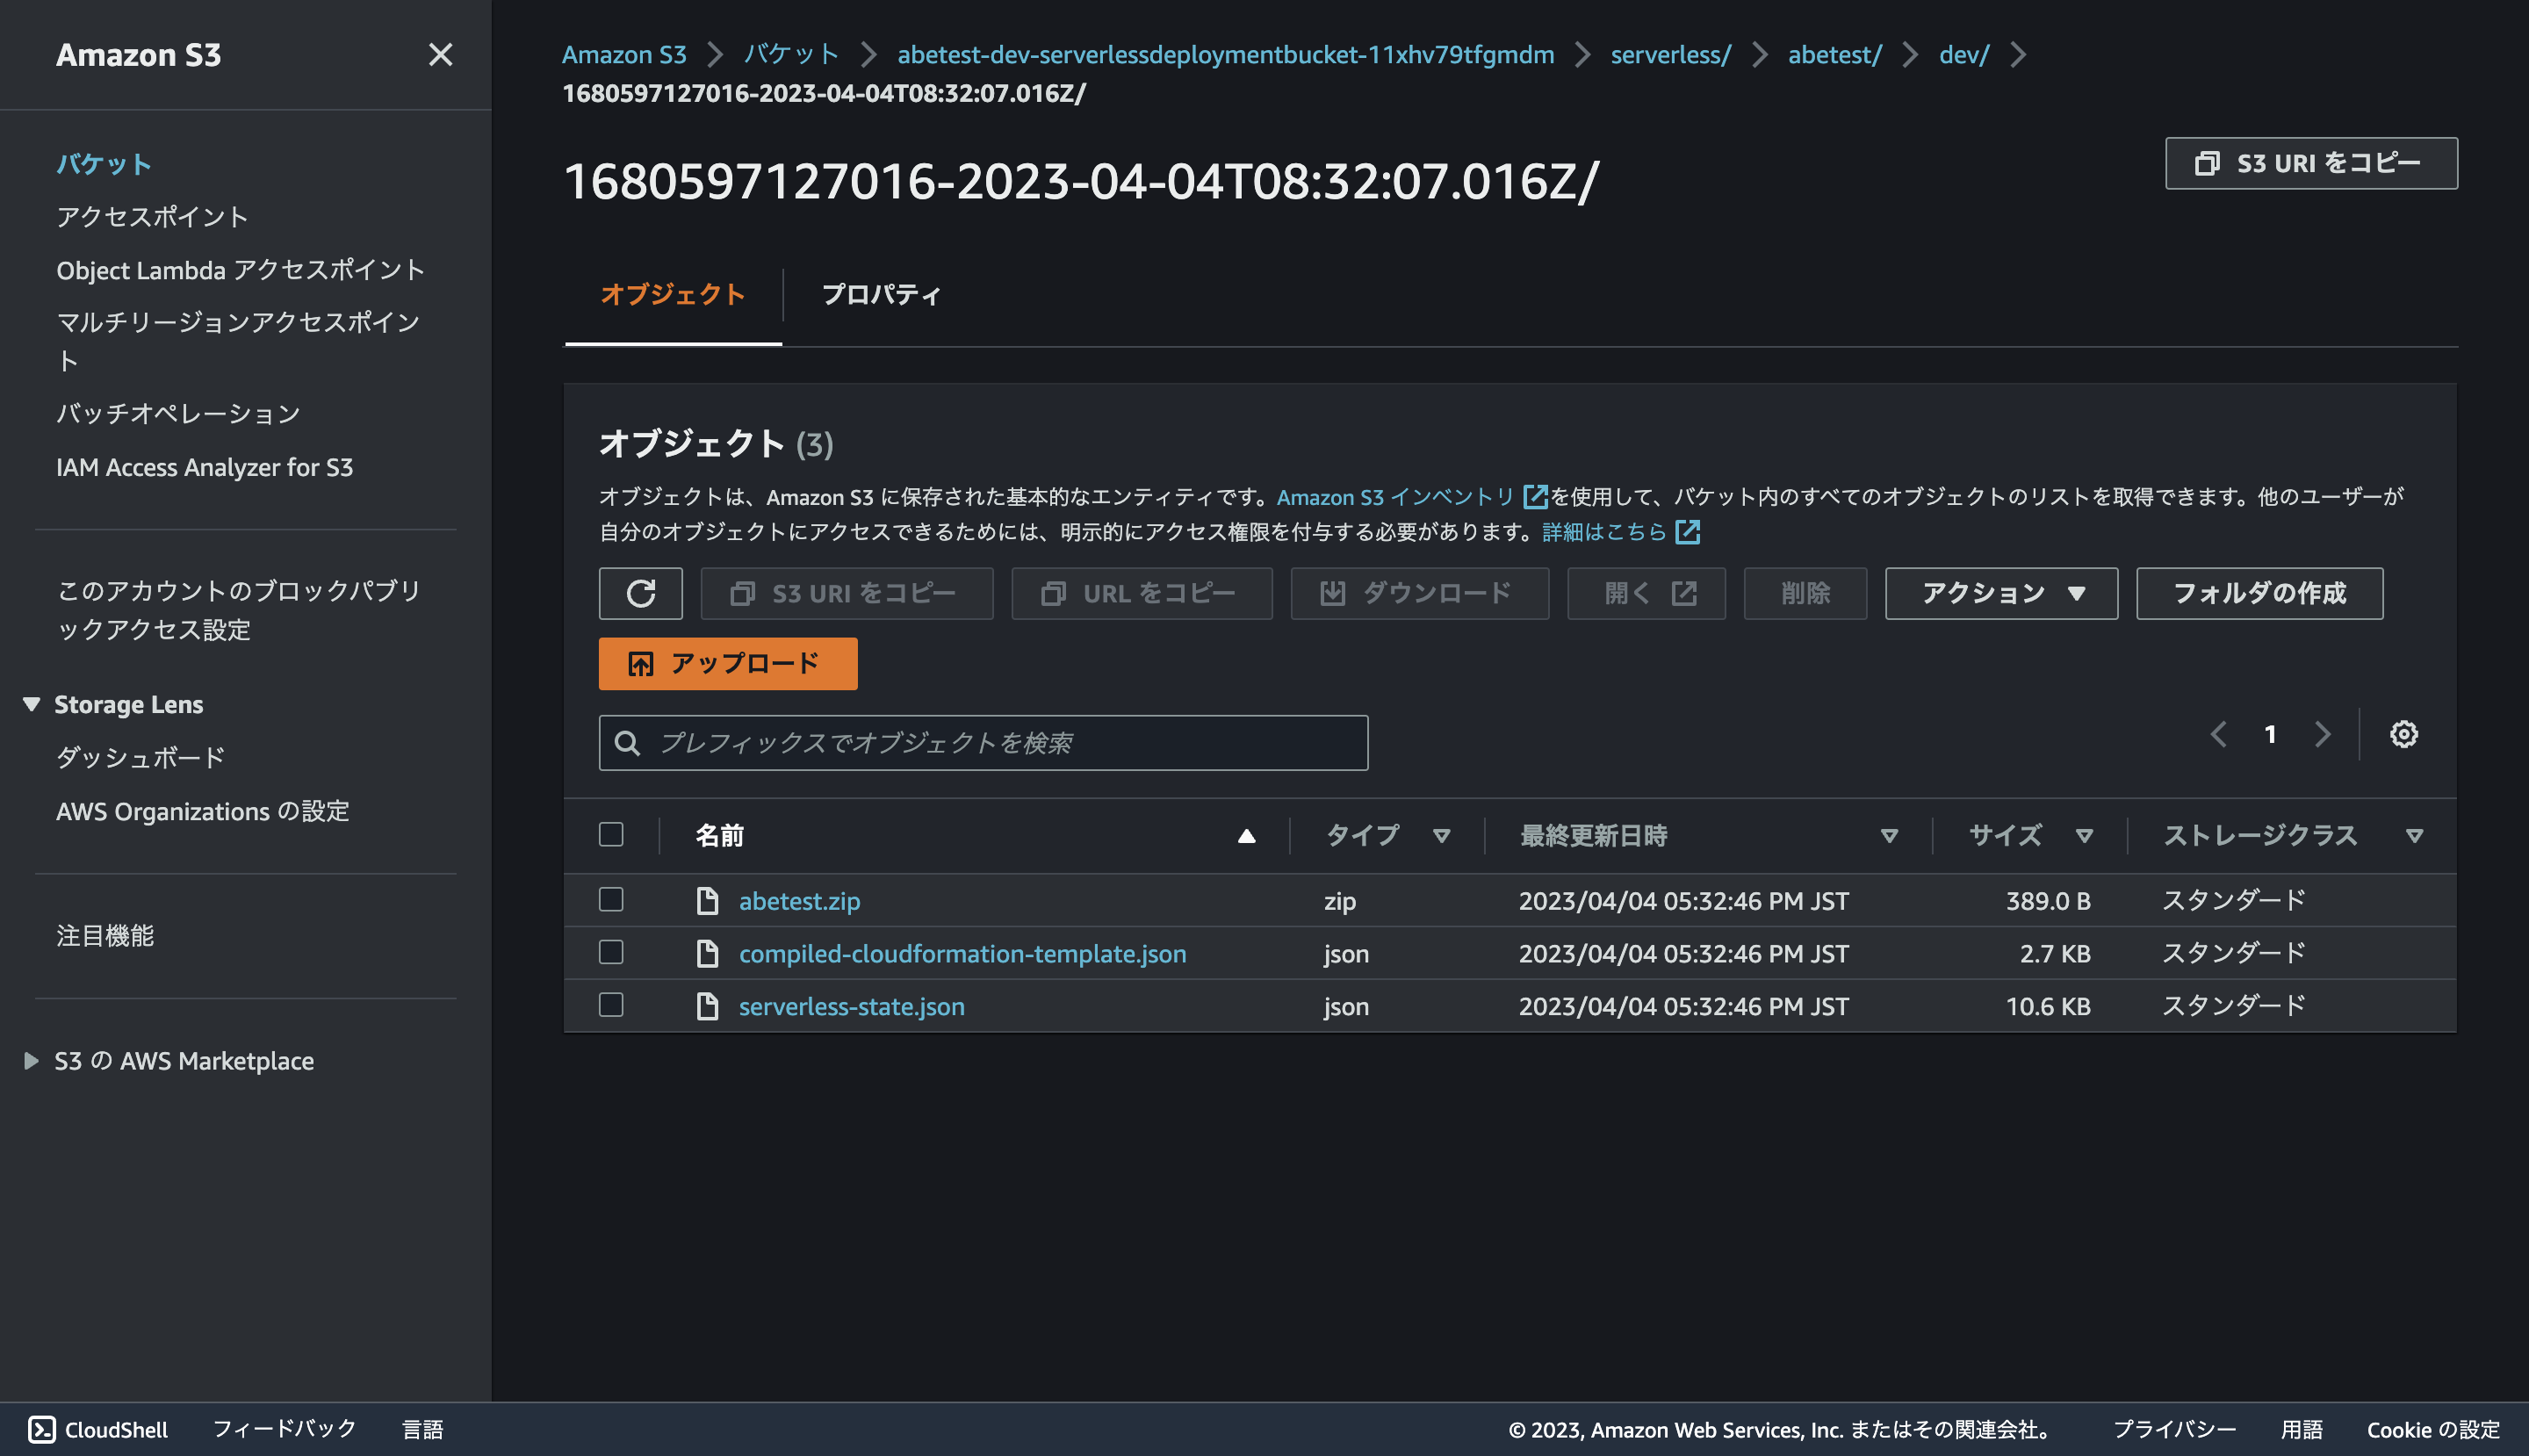 Amazon S3
バケット
アクセスポイント
Object Lambda アクセスポイント
マルチリージョンアクセスポイン
ト
バッチオペレーション
IAM Access Analyzer for S3
このアカウントのブロックパブリ
ックアクセス設定
Storage Lens
ダッシュボード
AWS Organizations の設定
注目機能
S3 の AWS Marketplace
Amazon S3 バケット abetest-dev-serverlessdeploymentbucket-11xhv79tfgmdm serverless/ abetest/ dev/
1680597127016-2023-04-04T08:32:07.016Z/
1680597127016-2023-04-04T08:32:07.016Z/
S3 URI をコピー
オブジェクト プロパティ
オブジェクト (3)
オブジェクトは、Amazon S3 に保存された基本的なエンティティです。Amazon S3 インベントリ を使用して、バケット内のすべてのオブジェクトのリストを取得できます。他のユーザーが
自分のオブジェクトにアクセスできるためには、明示的にアクセス権限を付与する必要があります。詳細はこちら
S3 URI をコピー URL をコピー ダウンロード 開く 削除 アクション フォルダの作成
アップロード
プレフィックスでオブジェクトを検索
1
名前 タイプ 最終更新日時 サイズ ストレージクラス
abetest.zip zip 2023/04/04 05:32:46 PM JST 389.0 B スタンダード
compiled-cloudformation-template.json json 2023/04/04 05:32:46 PM JST 2.7 KB スタンダード
serverless-state.json json 2023/04/04 05:32:46 PM JST 10.6 KB スタンダード
CloudShell フィードバック 言語 © 2023, Amazon Web Services, Inc. またはその関連会社。 プライバシー 用語 Cookie の設定